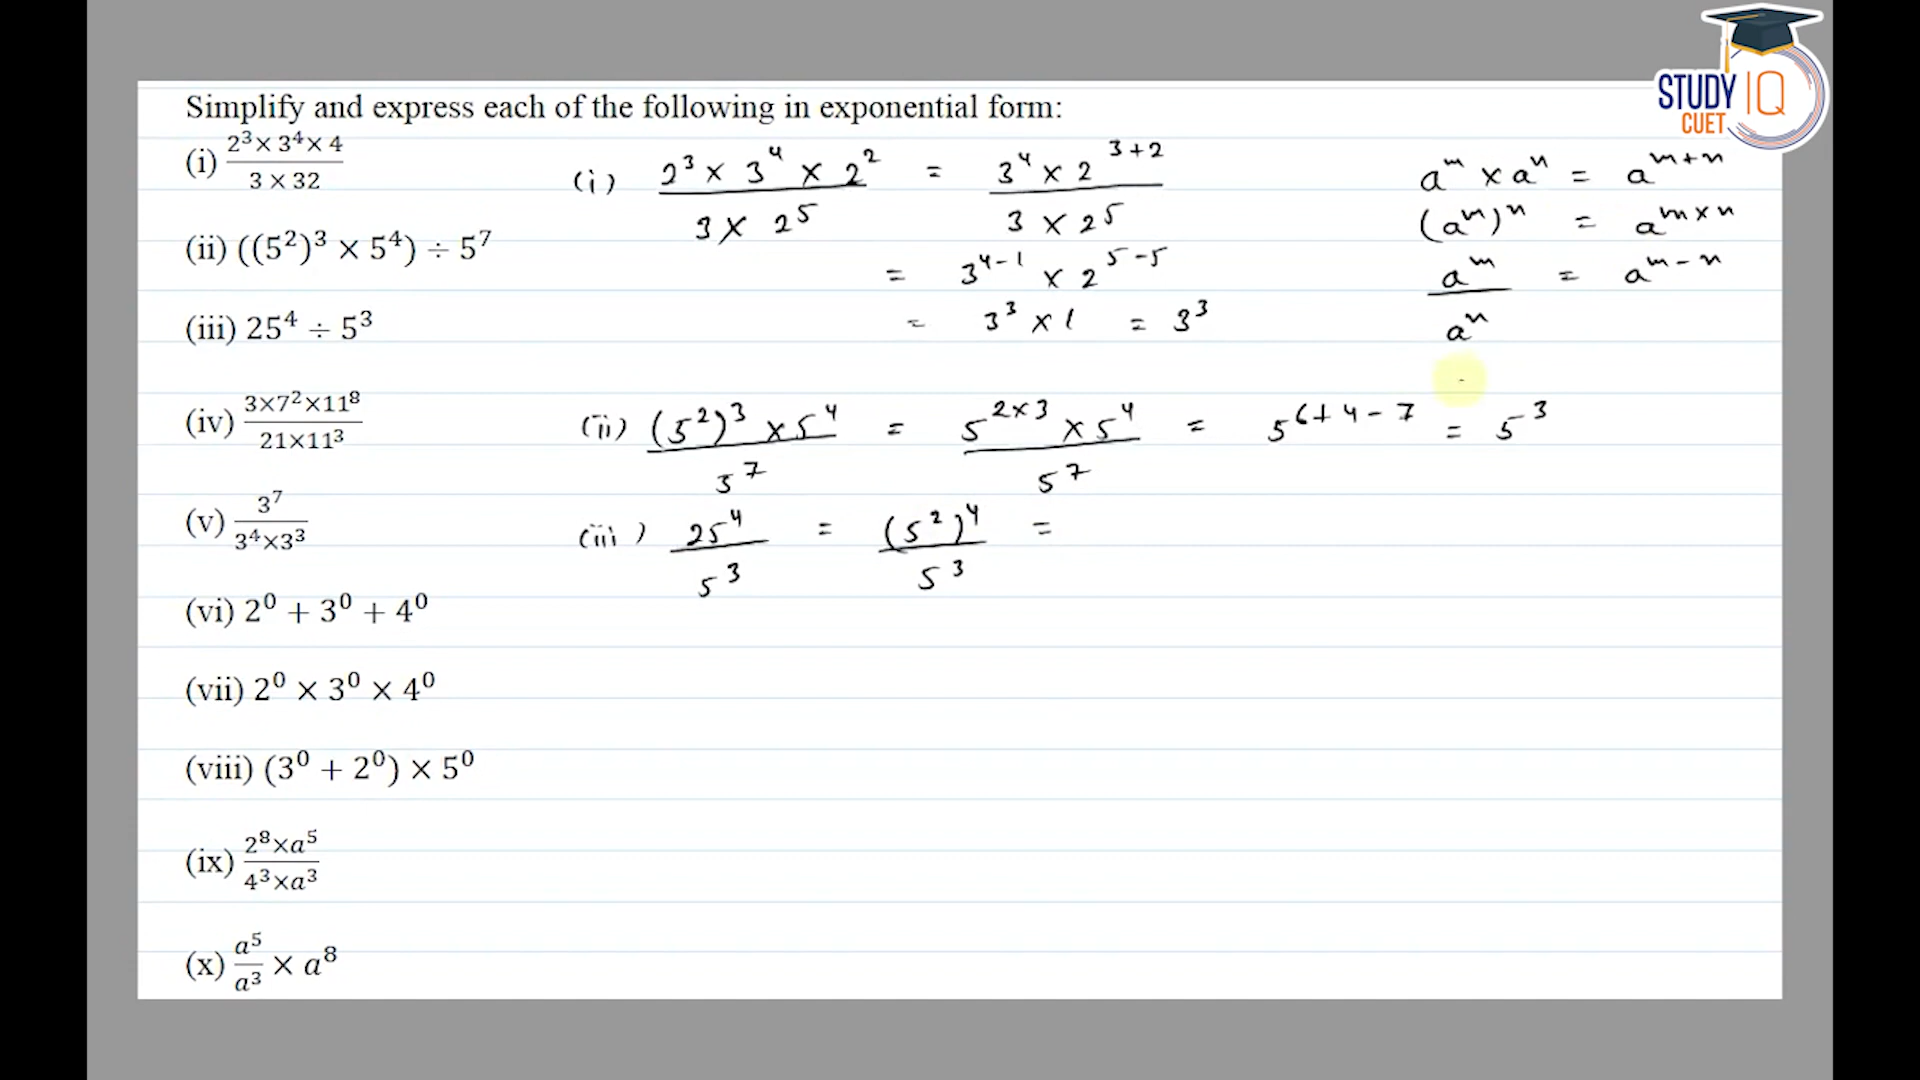 STUDY IQ
CUET
Simplify and express each of the following in exponential form:
(i) (2³ × 3⁴ × 4)/(3 × 32)
(ii) ((5²)³ × 5⁴) ÷ 5⁷
(iii) 25⁴ ÷ 5³
(iv) (3×7²×11⁸)/(21×11³)
(v) 3⁷/(3⁴×3³)
(vi) 2⁰ + 3⁰ + 4⁰
(vii) 2⁰ × 3⁰ × 4⁰
(viii) (3⁰ + 2⁰) × 5⁰
(ix) (2⁸×a⁵)/(4³×a³)
(x) a⁵/a³ × a⁸
(i) (2³ × 3⁴ × 2²)/(3 × 2⁵) = (3⁴ × 2³⁺²)/(3 × 2⁵)
= 3⁴⁻¹ × 2⁵⁻⁵
= 3³ × 1 = 3³
(ii) ((5²)³ × 5⁴)/5⁷ = (5²ˣ³ × 5⁴)/5⁷ = 5⁶⁺⁴⁻⁷ = 5⁻³
(iii) 25⁴/5³ = (5²)⁴/5³ =
aᵐ × aⁿ = aᵐ⁺ⁿ
(aᵐ)ⁿ = aᵐˣⁿ
aᵐ/aⁿ = aᵐ⁻ⁿ